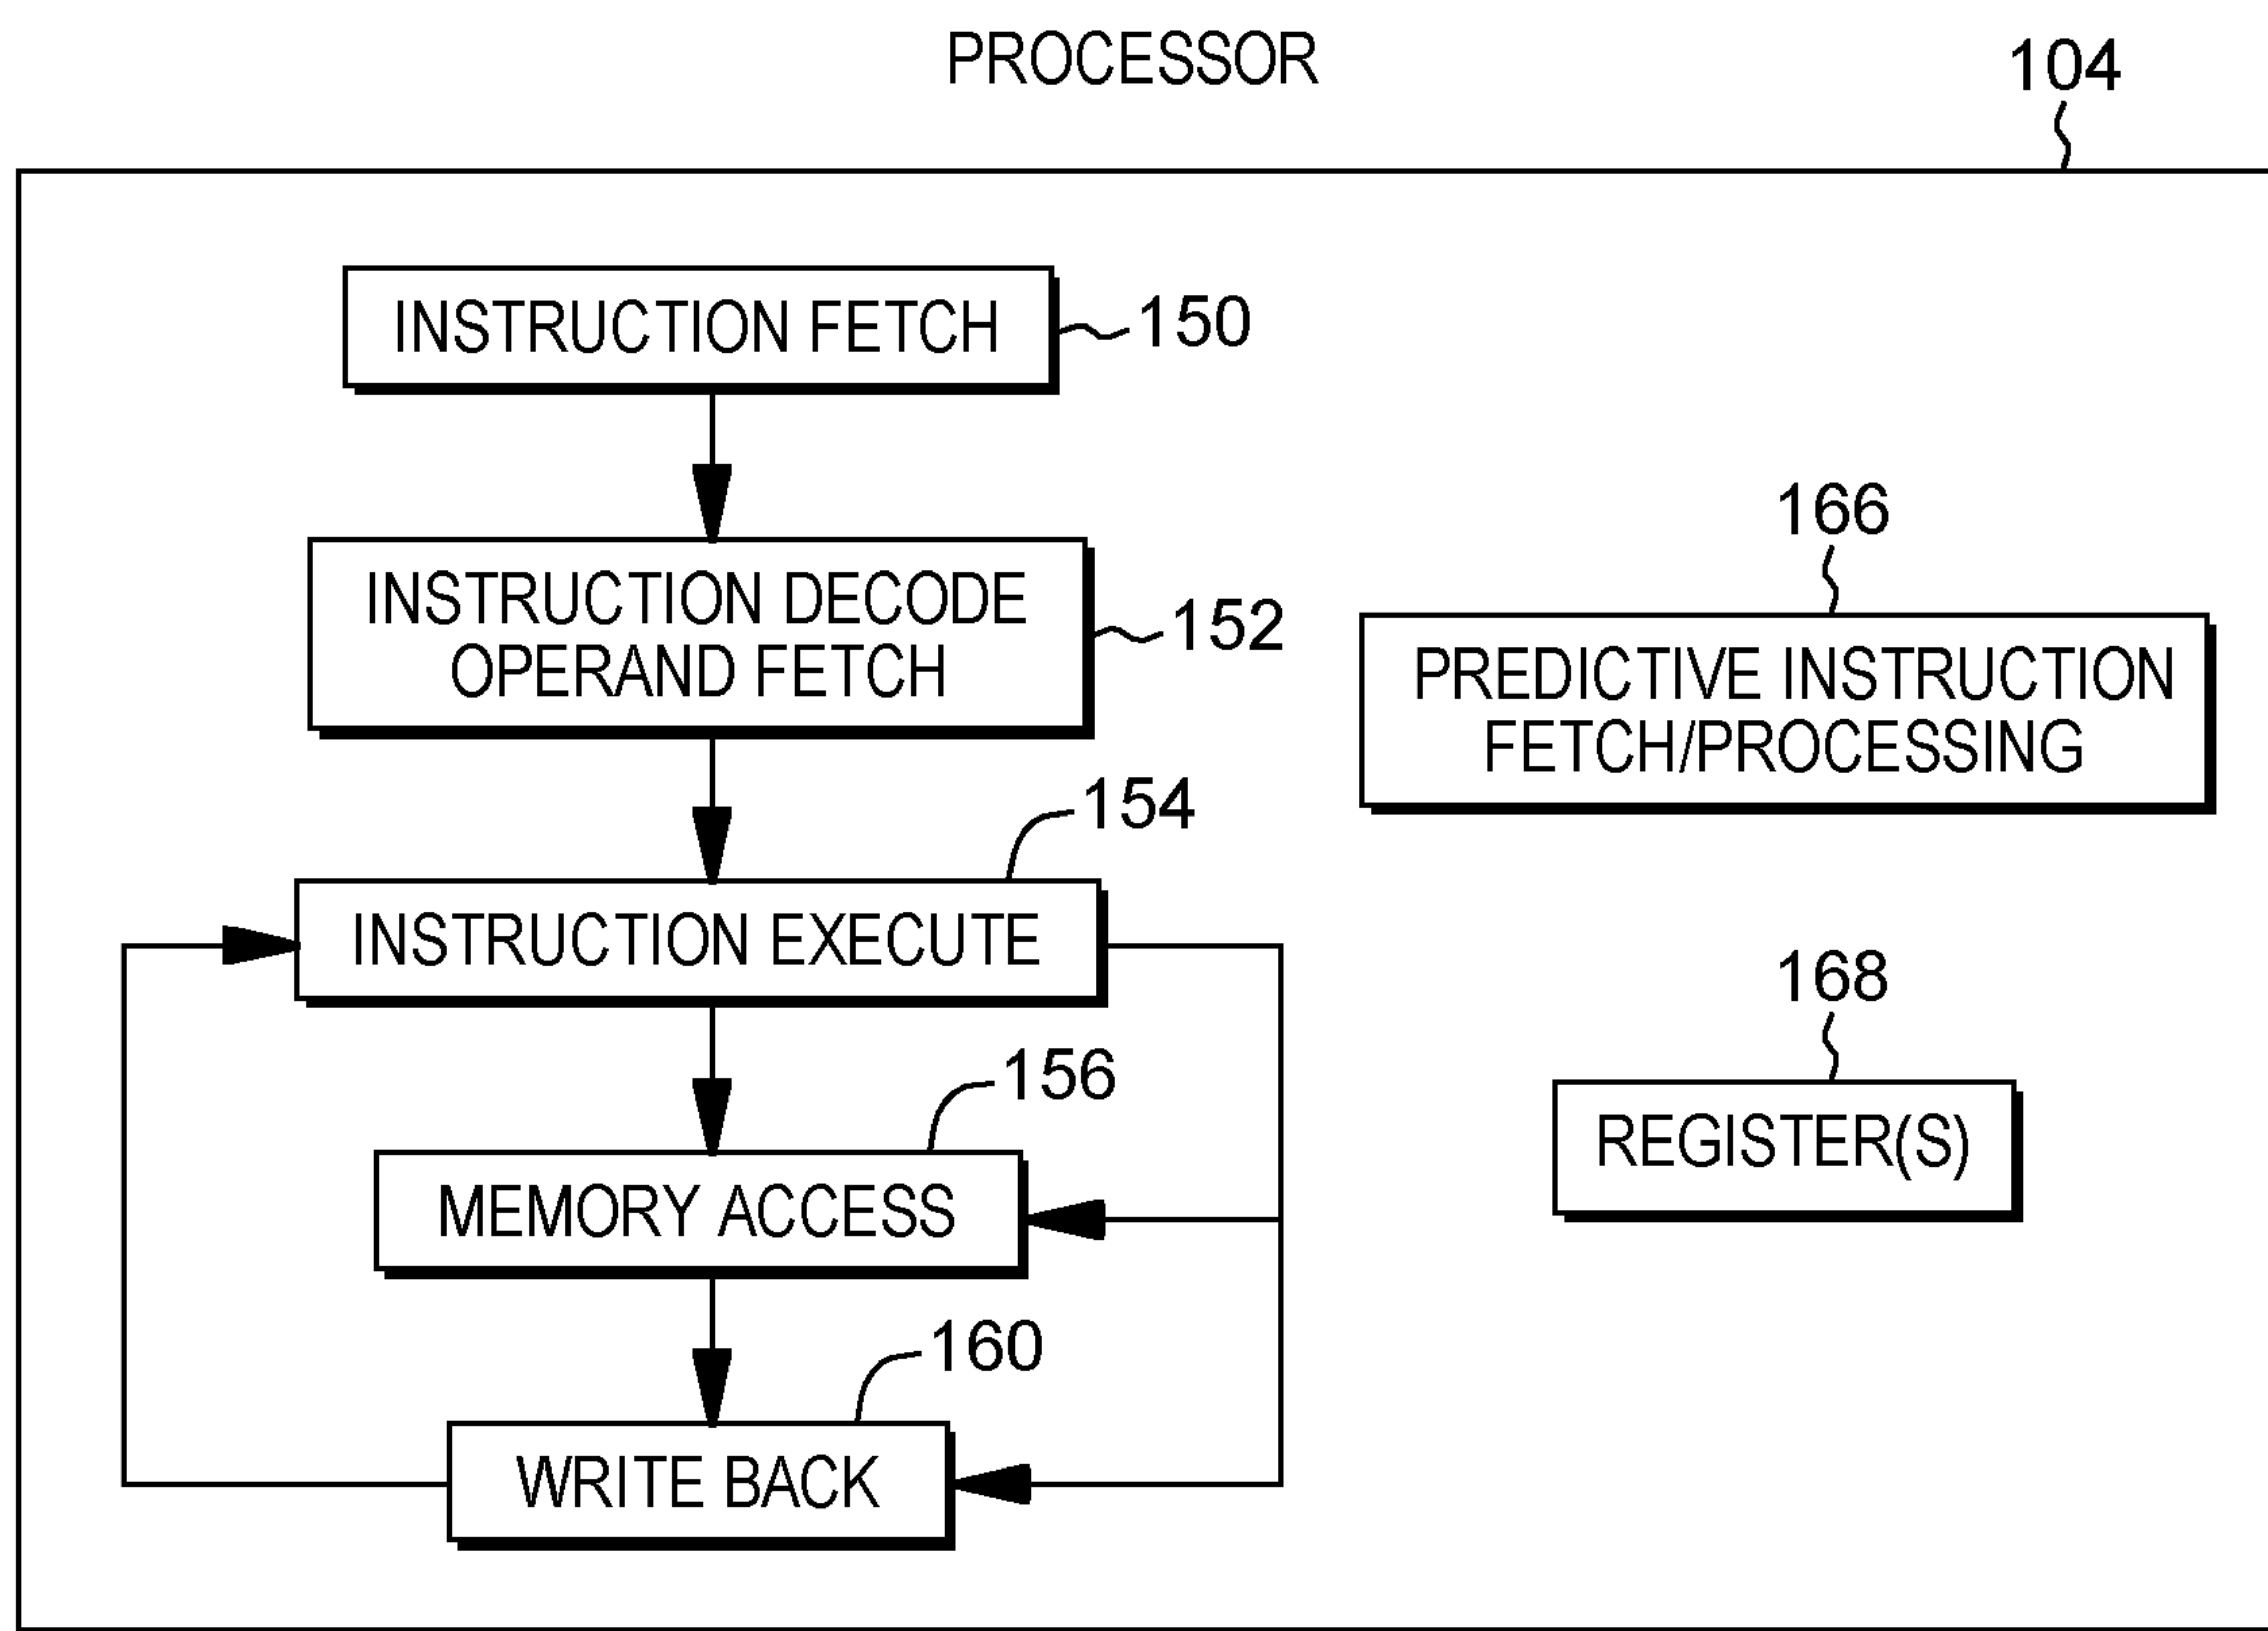 PROCESSOR
104
INSTRUCTION FETCH
150
INSTRUCTION DECODE
OPERAND FETCH
152
166
PREDICTIVE INSTRUCTION
FETCH/PROCESSING
154
INSTRUCTION EXECUTE
168
REGISTER(S)
156
MEMORY ACCESS
160
WRITE BACK